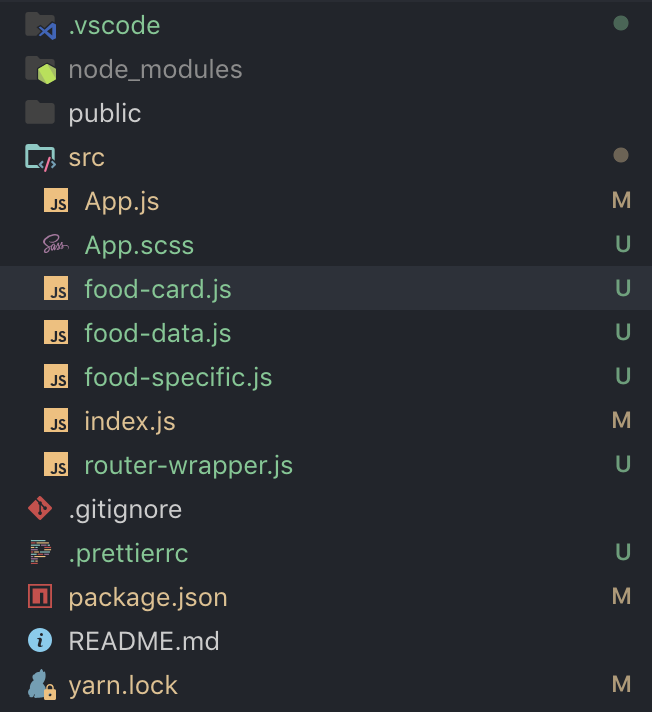 .vscode
node_modules
public
src
JS App.js M
Sass App.scss U
JS food-card.js U
JS food-data.js U
JS food-specific.js U
JS index.js M
JS router-wrapper.js U
.gitignore
.prettierrc U
package.json M
README.md
yarn.lock M